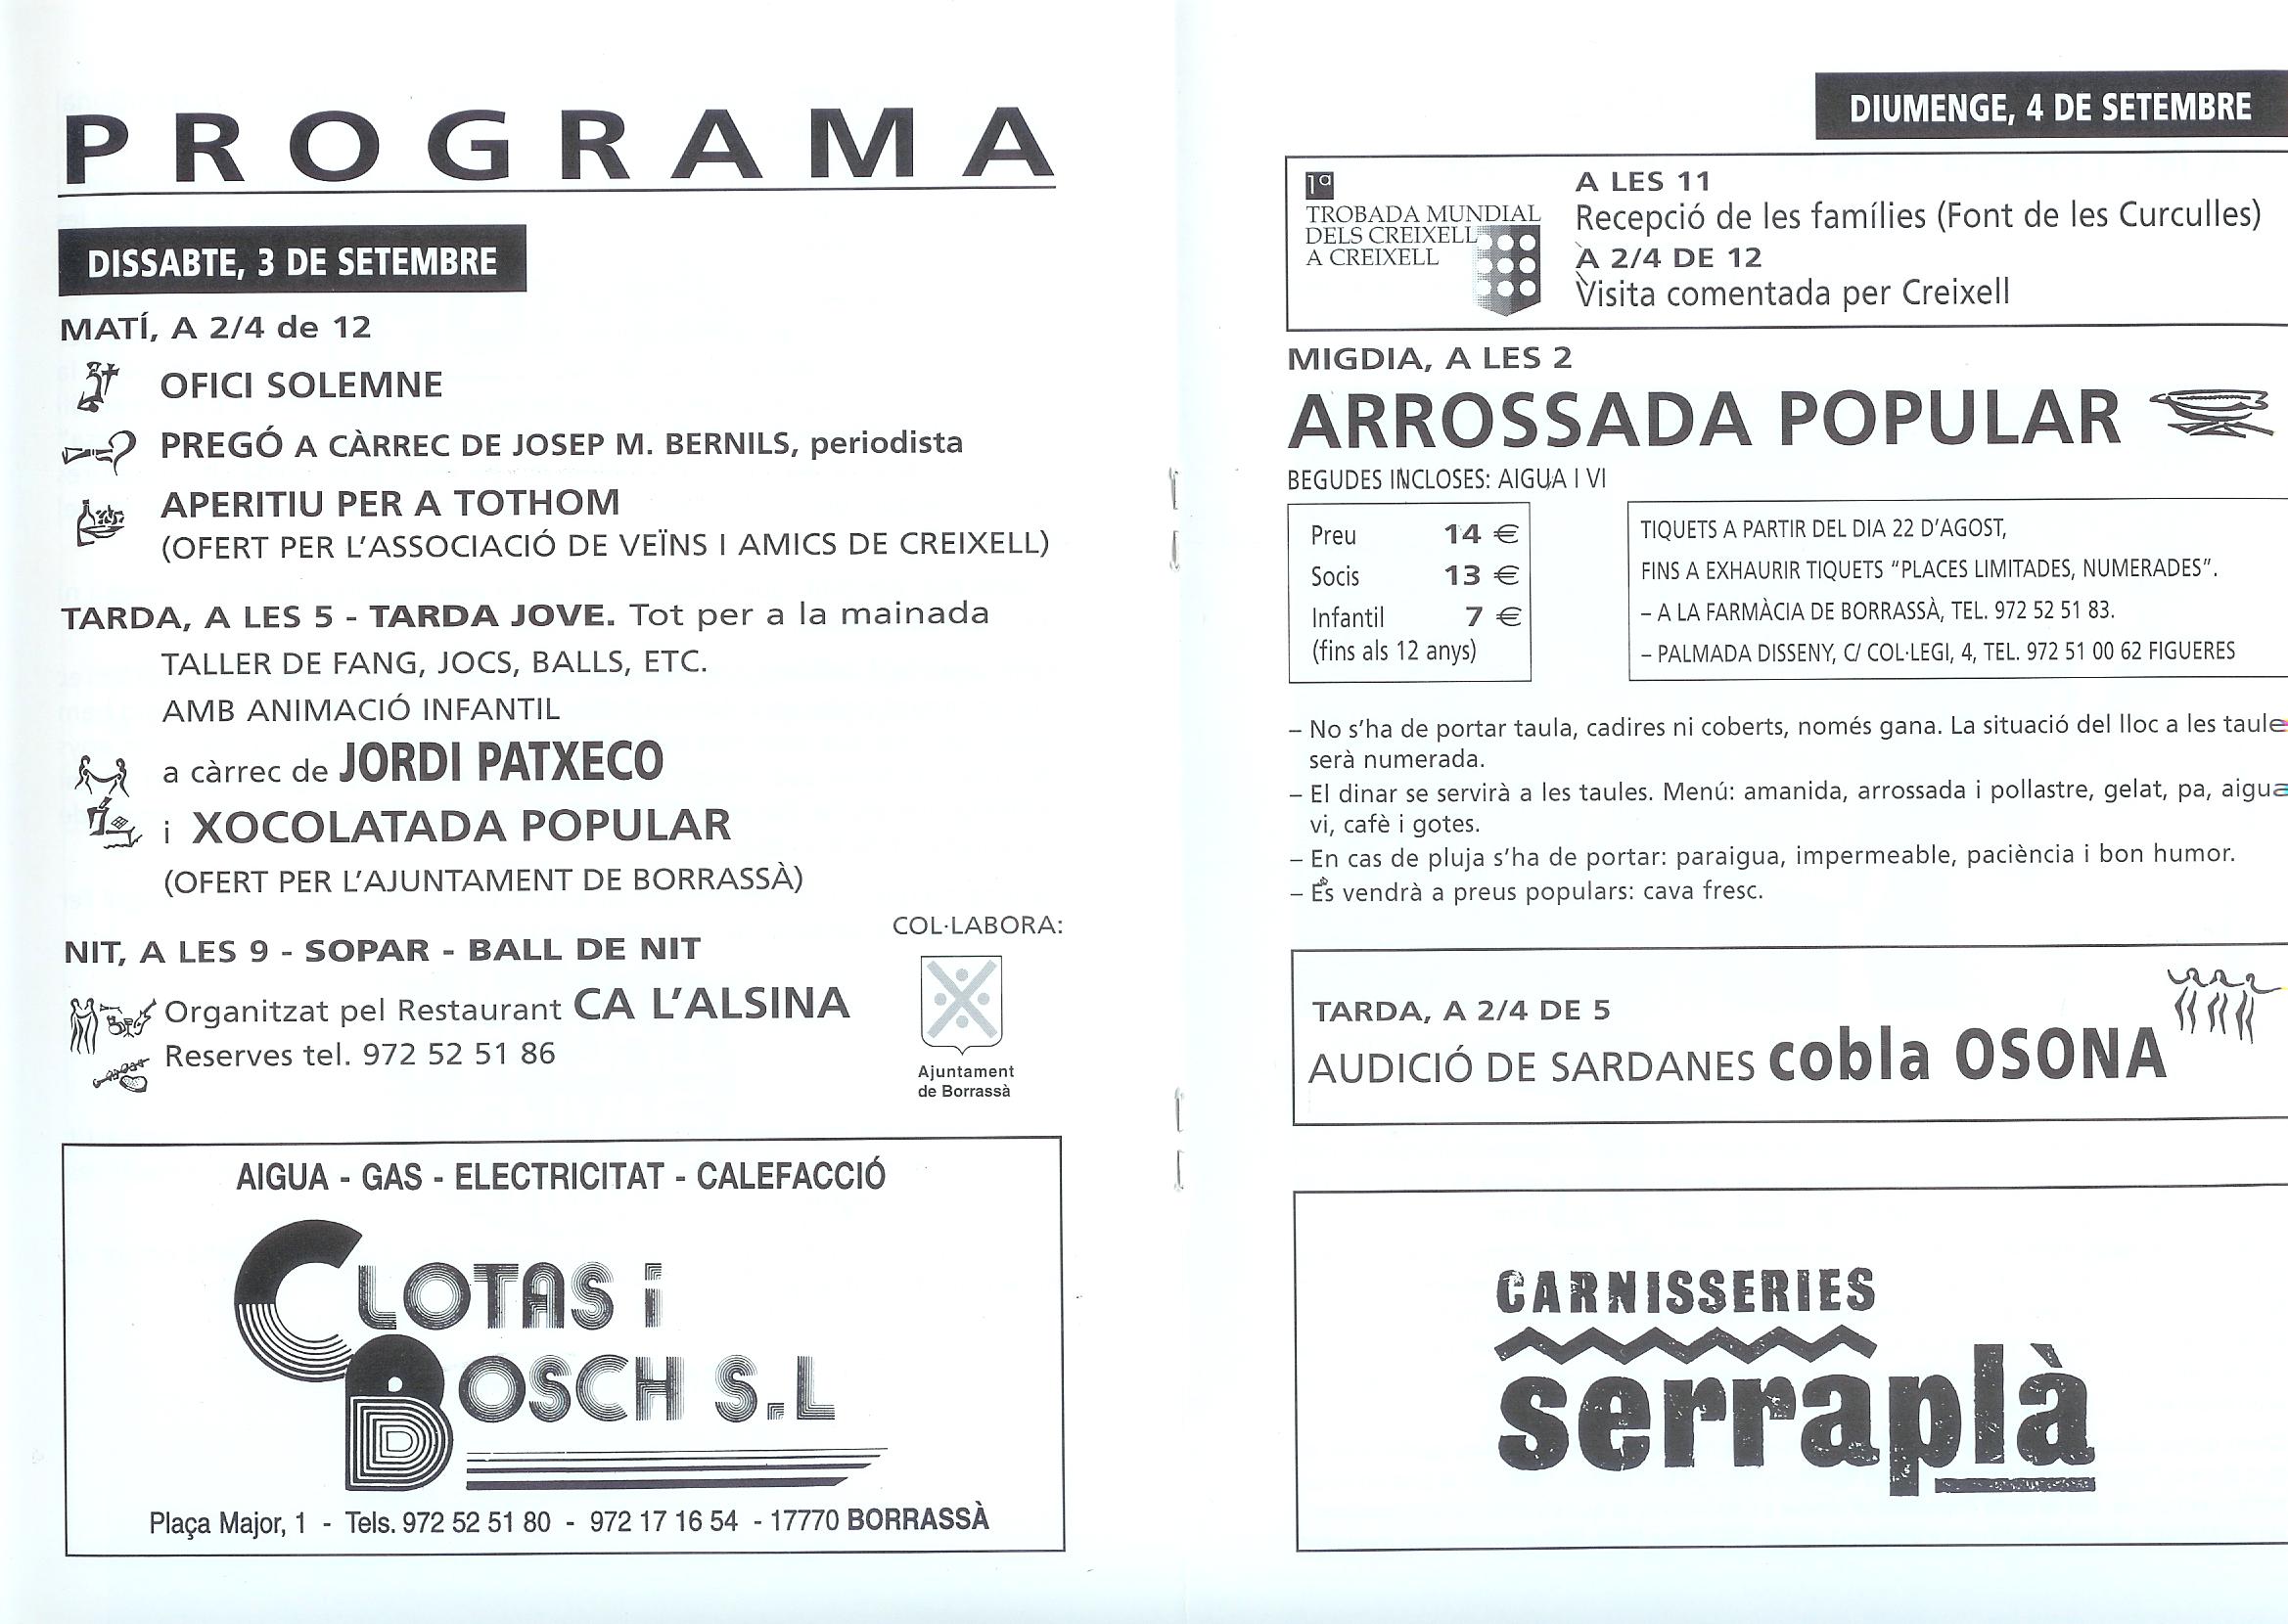 PROGRAMA
DISSABTE, 3 DE SETEMBRE
MATÍ, A 2/4 de 12
OFICI SOLEMNE
PREGÓ A CÀRREC DE JOSEP M. BERNILS, periodista
APERITIU PER A TOTHOM
(OFERT PER L'ASSOCIACIÓ DE VEÏNS I AMICS DE CREIXELL)
TARDA, A LES 5 - TARDA JOVE. Tot per a la mainada
TALLER DE FANG, JOCS, BALLS, ETC.
AMB ANIMACIÓ INFANTIL
a càrrec de JORDI PATXECO
i XOCOLATADA POPULAR
(OFERT PER L'AJUNTAMENT DE BORRASSÀ)
NIT, A LES 9 - SOPAR - BALL DE NIT
Organitzat pel Restaurant CA L'ALSINA
Reserves tel. 972 52 51 86
COL·LABORA:
Ajuntament
de Borrassà
AIGUA - GAS - ELECTRICITAT - CALEFACCIÓ
CLOTAS i
BOSCH S.L
Plaça Major, 1 - Tels. 972 52 51 80 - 972 17 16 54 - 17770 BORRASSÀ
DIUMENGE, 4 DE SETEMBRE
1a
TROBADA MUNDIAL
DELS CREIXELL
A CREIXELL
A LES 11
Recepció de les famílies (Font de les Curculles)
A 2/4 DE 12
Visita comentada per Creixell
MIGDIA, A LES 2
ARROSSADA POPULAR
BEGUDES INCLOSES: AIGUA I VI
Preu 14 €
Socis 13 €
Infantil 7 €
(fins als 12 anys)
TIQUETS A PARTIR DEL DIA 22 D'AGOST,
FINS A EXHAURIR TIQUETS "PLACES LIMITADES, NUMERADES".
– A LA FARMÀCIA DE BORRASSÀ, TEL. 972 52 51 83.
– PALMADA DISSENY, C/ COL·LEGI, 4, TEL. 972 51 00 62 FIGUERES
– No s'ha de portar taula, cadires ni coberts, només gana. La situació del lloc a les taule
serà numerada.
– El dinar se servirà a les taules. Menú: amanida, arrossada i pollastre, gelat, pa, aigua
vi, cafè i gotes.
– En cas de pluja s'ha de portar: paraigua, impermeable, paciència i bon humor.
– Es vendrà a preus populars: cava fresc.
TARDA, A 2/4 DE 5
AUDICIÓ DE SARDANES cobla OSONA
CARNISSERIES
serraplà